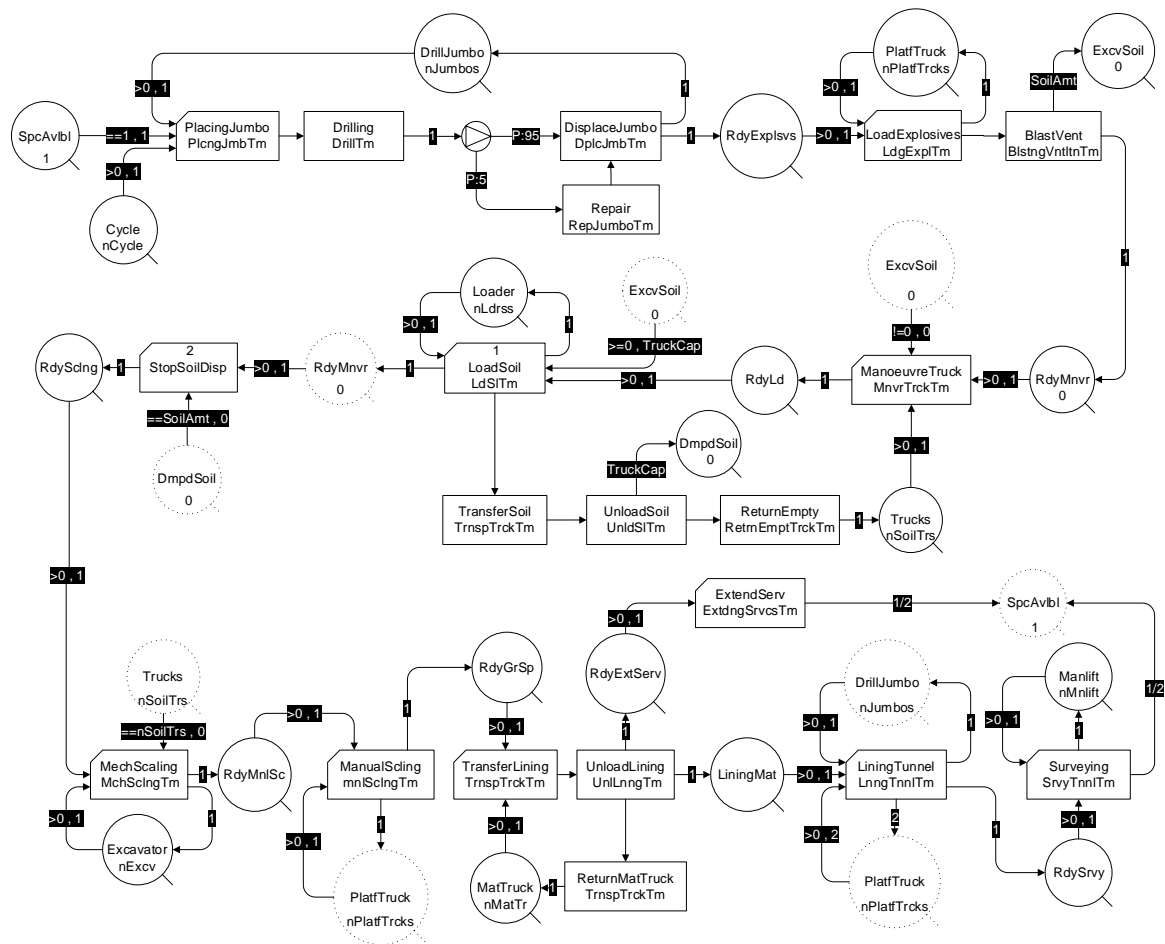 DrillJumbo
nJumbos
>0 , 1
1
SpcAvlbl
1
==1 , 1
PlacingJumbo
PlcngJmbTm
Drilling
DrillTm
1
P:95
P:5
DisplaceJumbo
DplcJmbTm
1
Repair
RepJumboTm
>0 , 1
Cycle
nCycle
RdyExplsvs
>0 , 1
PlatfTruck
nPlatfTrcks
>0 , 1
1
LoadExplosives
LdgExplTm
BlastVent
BlstngVntltnTm
SoilAmt
ExcvSoil
0
1
ExcvSoil
0
!=0 , 0
ManoeuvreTruck
MnvrTrckTm
>0 , 1
RdyMnvr
0
1
RdyLd
>0 , 1
Loader
nLdrss
>0 , 1
1
ExcvSoil
0
>=0 , TruckCap
1
LoadSoil
LdSlTm
1
RdyMnvr
0
>0 , 1
2
StopSoilDisp
1
RdySclng
==SoilAmt , 0
DmpdSoil
0
TransferSoil
TrnspTrckTm
UnloadSoil
UnldSlTm
TruckCap
DmpdSoil
0
ReturnEmpty
RetrnEmptTrckTm
1
Trucks
nSoilTrs
>0 , 1
>0 , 1
Trucks
nSoilTrs
==nSoilTrs , 0
MechScaling
MchSclngTm
1
>0 , 1
1
Excavator
nExcv
RdyMnlSc
>0 , 1
ManualScling
mnlSclngTm
1
>0 , 1
1
PlatfTruck
nPlatfTrcks
RdyGrSp
>0 , 1
TransferLining
TrnspTrckTm
>0 , 1
MatTruck
nMatTr
1
ReturnMatTruck
TrnspTrckTm
UnloadLining
UnlLnngTm
1
RdyExtServ
>0 , 1
ExtendServ
ExtdngSrvcsTm
1/2
SpcAvlbl
1
1
LiningMat
>0 , 1
DrillJumbo
nJumbos
>0 , 1
1
LiningTunnel
LnngTnnlTm
>0 , 2
2
PlatfTruck
nPlatfTrcks
1
RdySrvy
>0 , 1
Surveying
SrvyTnnlTm
Manlift
nMnlift
>0 , 1
1
1/2